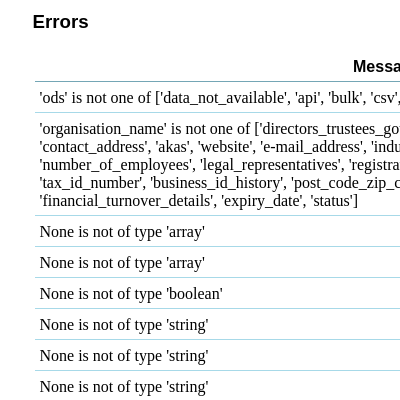 Errors
Messa
'ods' is not one of ['data_not_available', 'api', 'bulk', 'csv',
'organisation_name' is not one of ['directors_trustees_go
'contact_address', 'akas', 'website', 'e-mail_address', 'indu
'number_of_employees', 'legal_representatives', 'registra
'tax_id_number', 'business_id_history', 'post_code_zip_c
'financial_turnover_details', 'expiry_date', 'status']
None is not of type 'array'
None is not of type 'array'
None is not of type 'boolean'
None is not of type 'string'
None is not of type 'string'
None is not of type 'string'